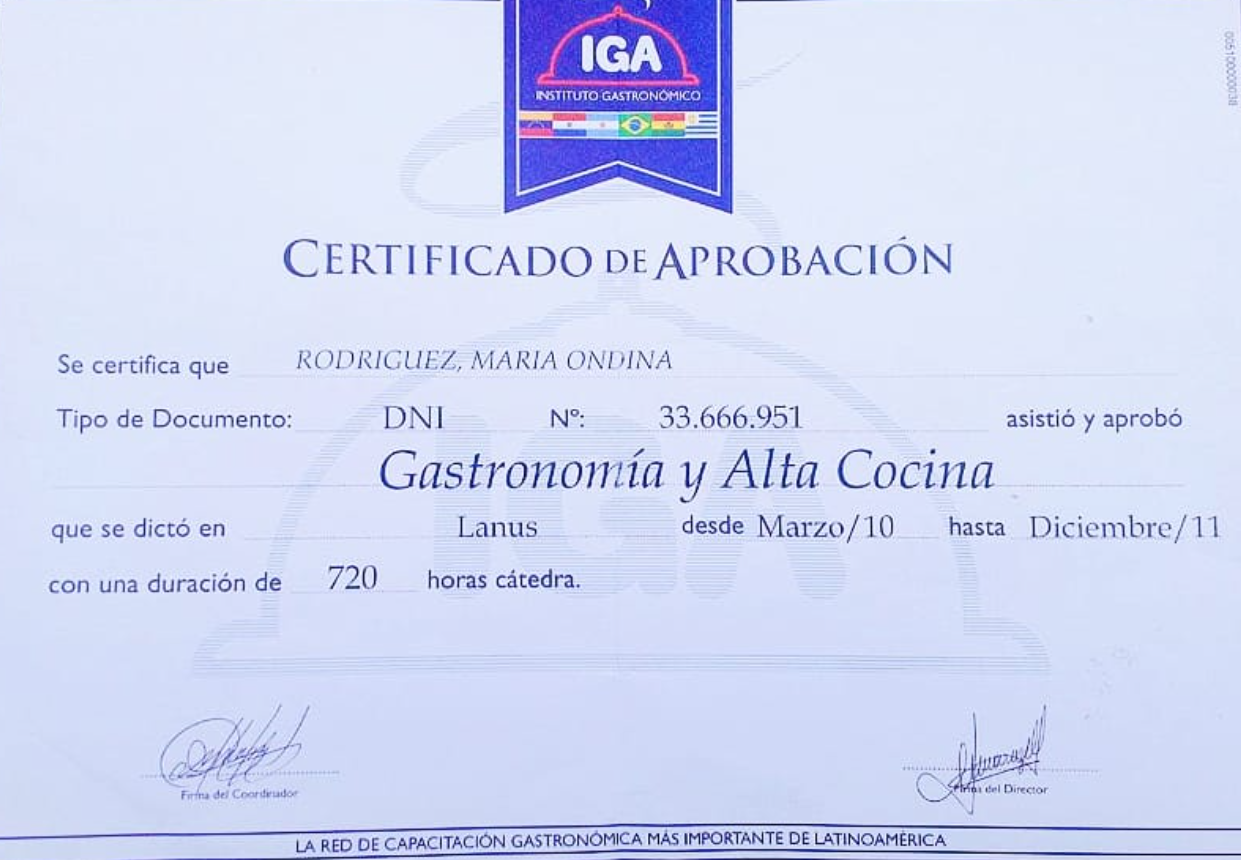 IGA
INSTITUTO GASTRONÓMICO
CERTIFICADO DE APROBACIÓN
Se certifica que RODRIGUEZ, MARIA ONDINA
Tipo de Documento: DNI Nº: 33.666.951 asistió y aprobó
Gastronomía y Alta Cocina
que se dictó en Lanus desde Marzo/10 hasta Diciembre/11
con una duración de 720 horas cátedra.
Firma del Coordinador
Firma del Director
LA RED DE CAPACITACIÓN GASTRONÓMICA MÁS IMPORTANTE DE LATINOAMÉRICA